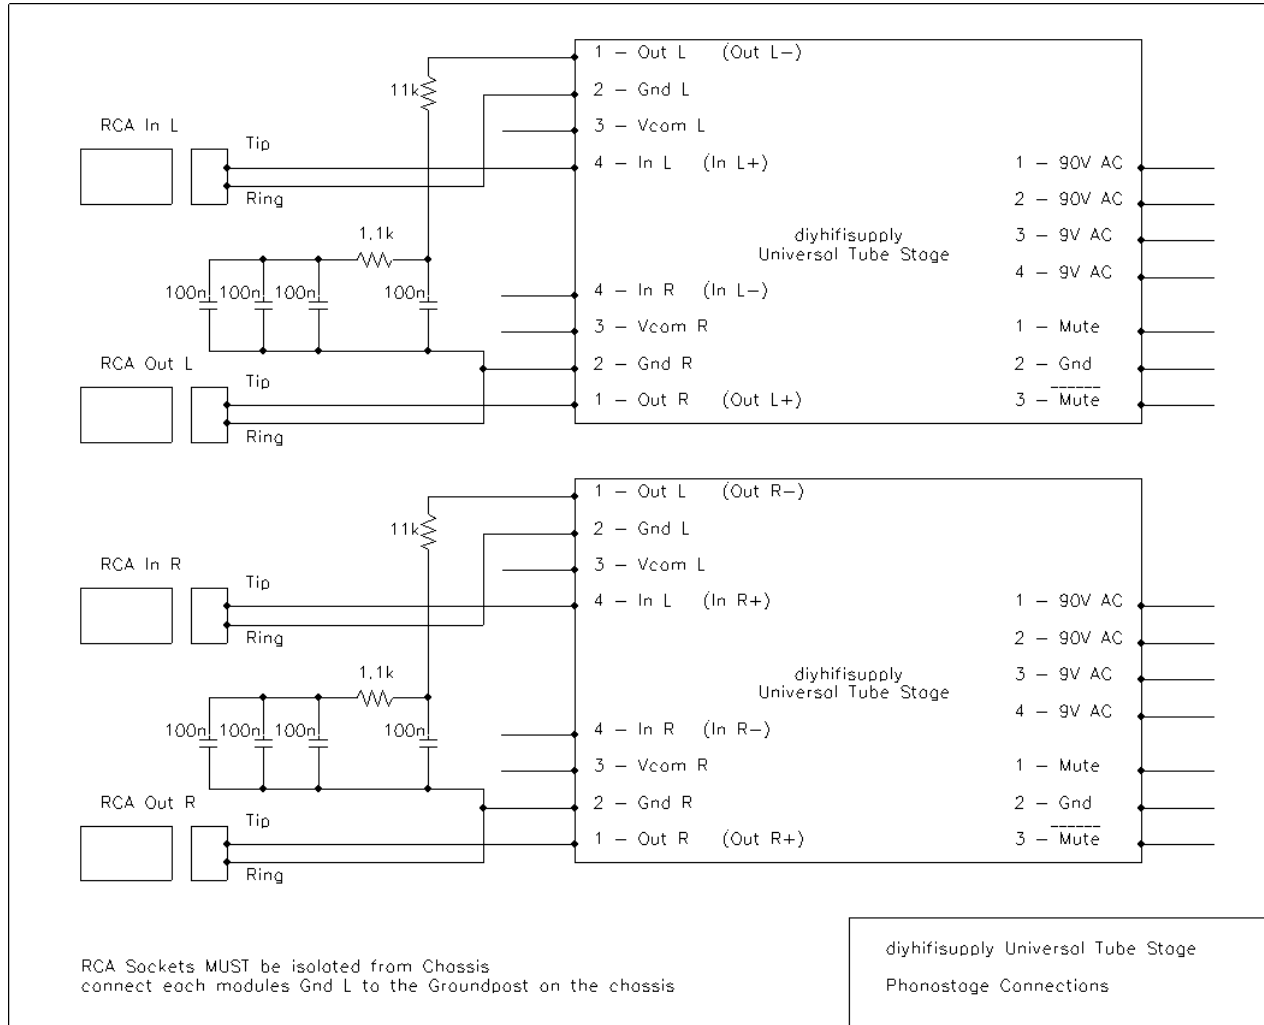 1 - Out L (Out L-)
11k
2 - Gnd L
RCA In L
3 - Vcom L
Tip
4 - In L (In L+)
1 - 90V AC
Ring
2 - 90V AC
1.1k
diyhifisupply
3 - 9V AC
Universal Tube Stage
4 - 9V AC
100n 100n 100n 100n
4 - In R (In L-)
3 - Vcom R
1 - Mute
RCA Out L
2 - Gnd R
2 - Gnd
Tip
1 - Out R (Out L+)
3 - Mute
Ring
1 - Out L (Out R-)
11k
2 - Gnd L
RCA In R
3 - Vcom L
Tip
4 - In L (In R+)
1 - 90V AC
Ring
2 - 90V AC
1.1k
diyhifisupply
3 - 9V AC
Universal Tube Stage
4 - 9V AC
100n 100n 100n 100n
4 - In R (In R-)
3 - Vcom R
1 - Mute
RCA Out R
2 - Gnd R
2 - Gnd
Tip
1 - Out R (Out R+)
3 - Mute
Ring
RCA Sockets MUST be isolated from Chassis
connect each modules Gnd L to the Groundpost on the chassis
diyhifisupply Universal Tube Stage
Phonostage Connections